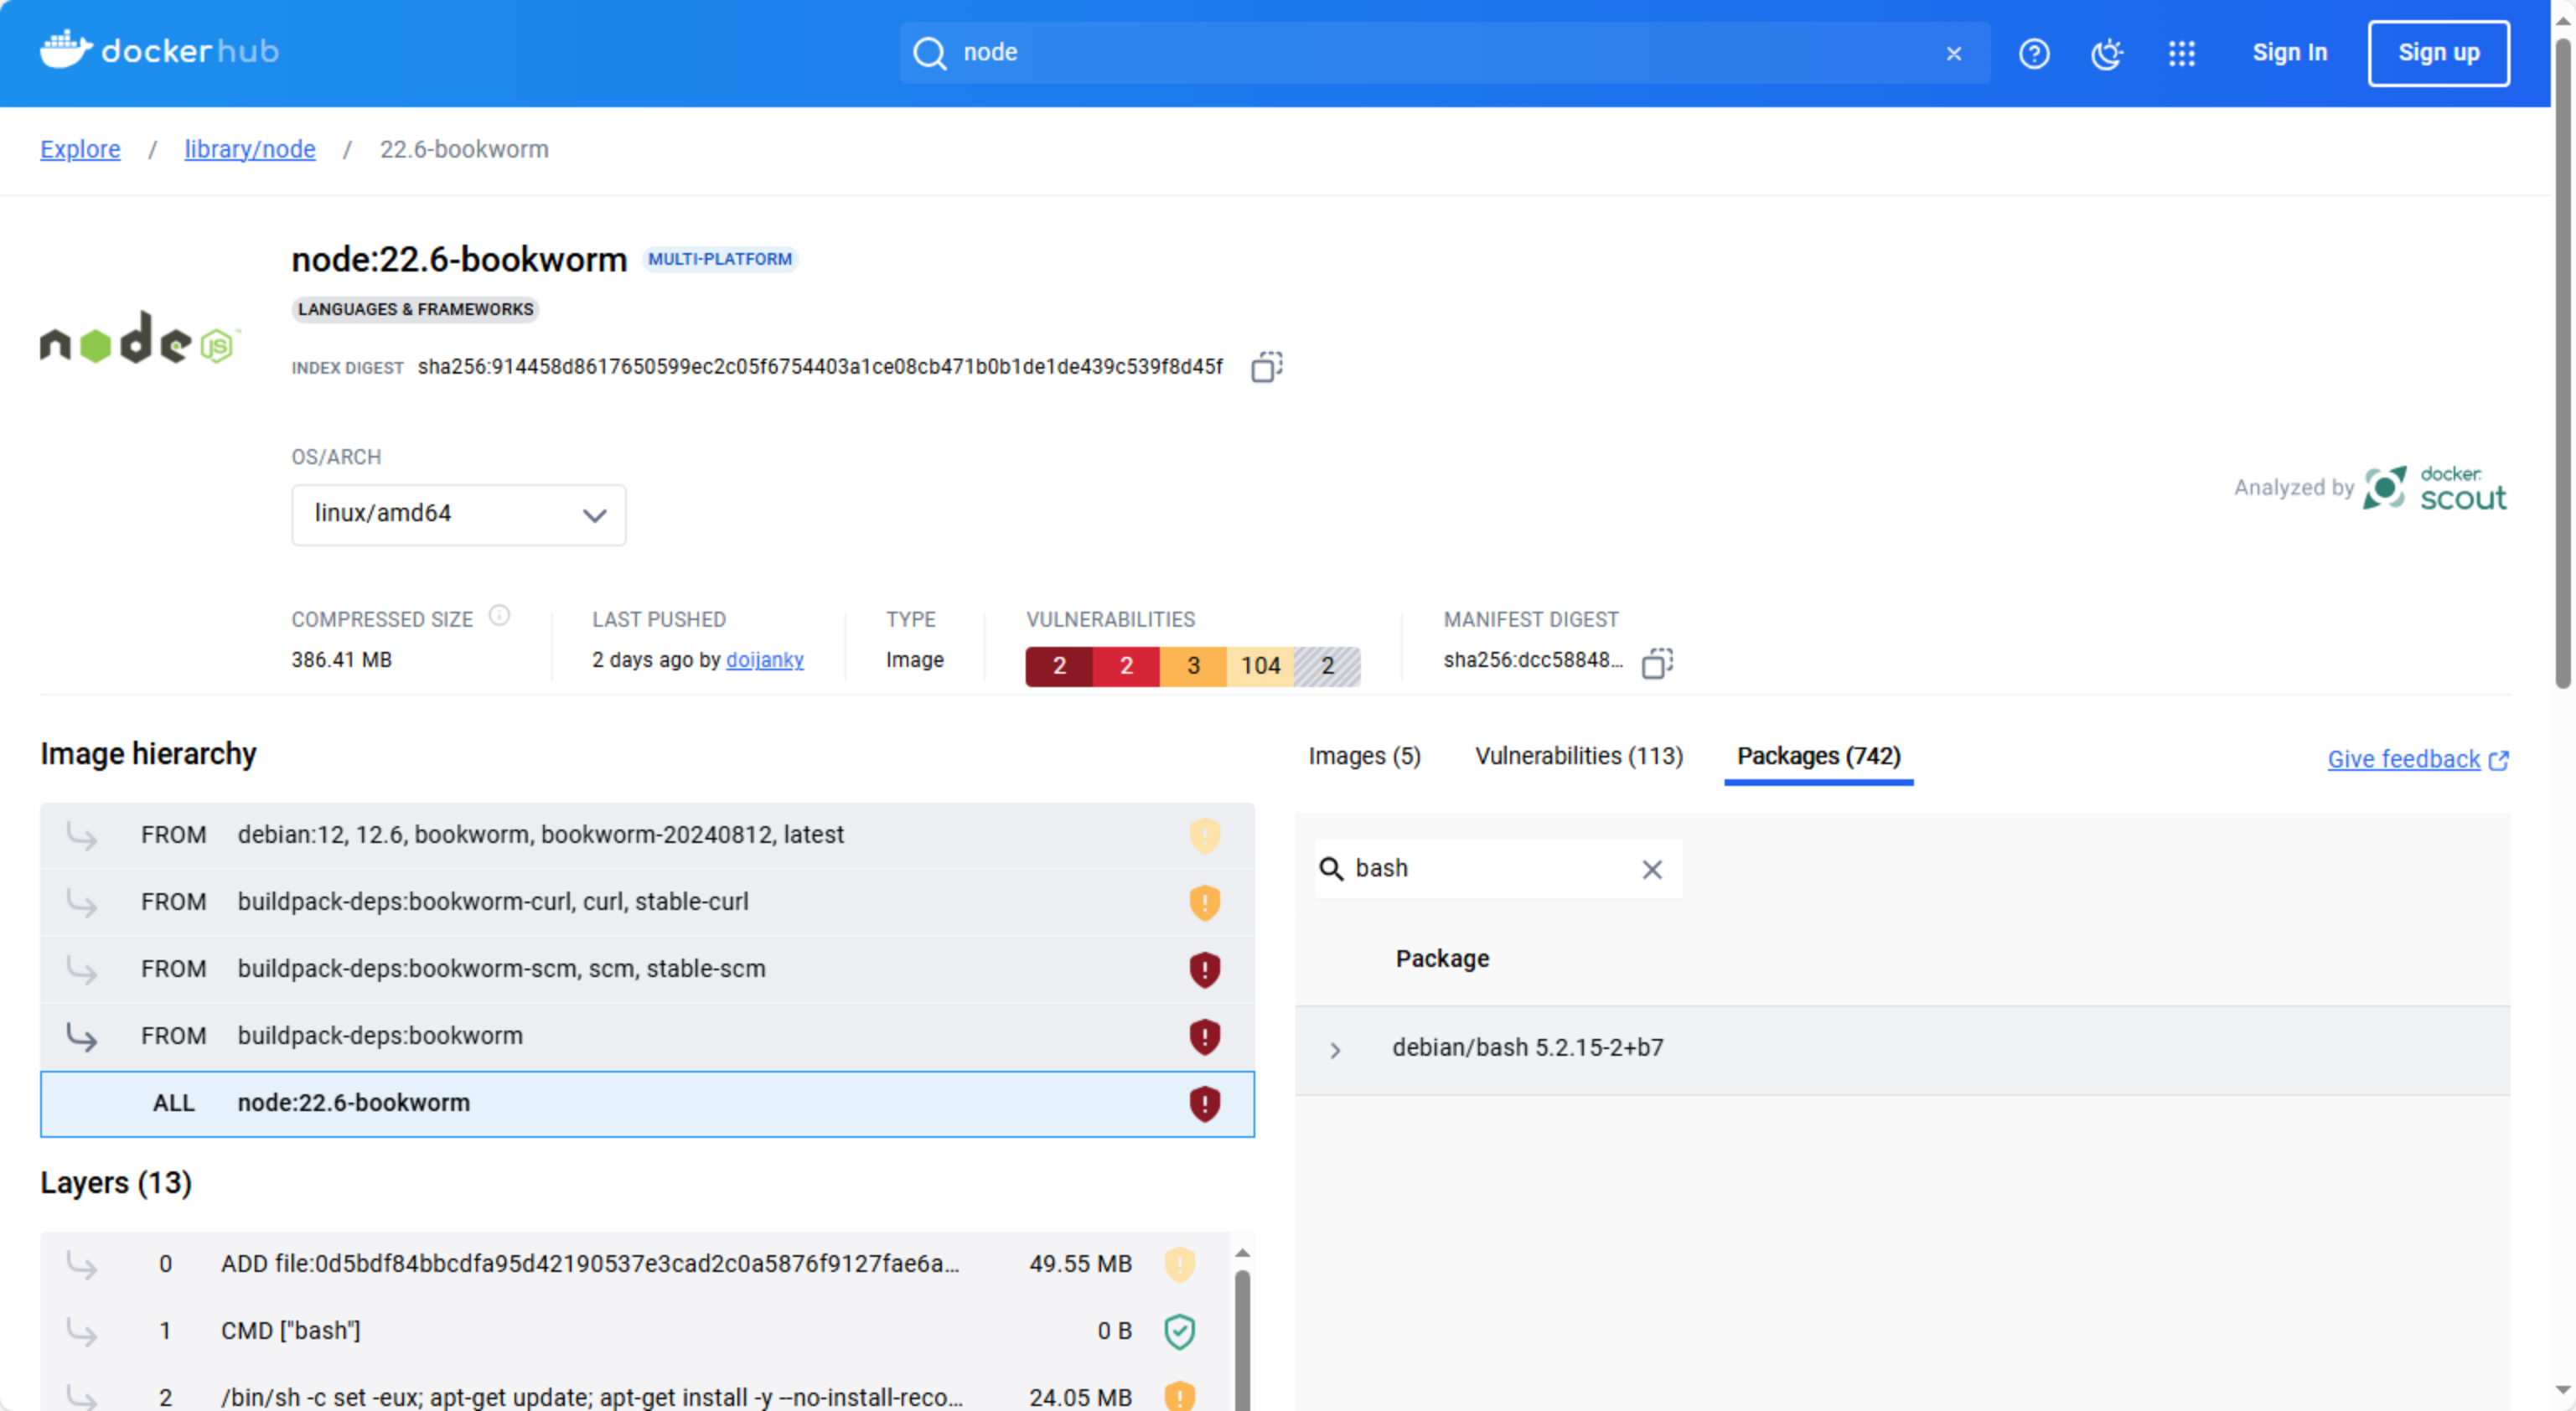 dockerhub
node
Sign In
Sign up
Explore / library/node / 22.6-bookworm
node:22.6-bookworm
MULTI-PLATFORM
LANGUAGES & FRAMEWORKS
node JS ™
INDEX DIGEST sha256:914458d8617650599ec2c05f6754403a1ce08cb471b0b1de1de439c539f8d45f
OS/ARCH
linux/amd64
Analyzed by docker scout
COMPRESSED SIZE
386.41 MB
LAST PUSHED
2 days ago by doijanky
TYPE
Image
VULNERABILITIES
2 2 3 104 2
MANIFEST DIGEST
sha256:dcc58848...
Image hierarchy
FROM debian:12, 12.6, bookworm, bookworm-20240812, latest
FROM buildpack-deps:bookworm-curl, curl, stable-curl
FROM buildpack-deps:bookworm-scm, scm, stable-scm
FROM buildpack-deps:bookworm
ALL node:22.6-bookworm
Layers (13)
0 ADD file:0d5bdf84bbcdfa95d42190537e3cad2c0a5876f9127fae6a... 49.55 MB
1 CMD ["bash"] 0 B
2 /bin/sh -c set -eux; apt-get update; apt-get install -y --no-install-reco... 24.05 MB
Images (5)
Vulnerabilities (113)
Packages (742)
Give feedback
bash
Package
debian/bash 5.2.15-2+b7